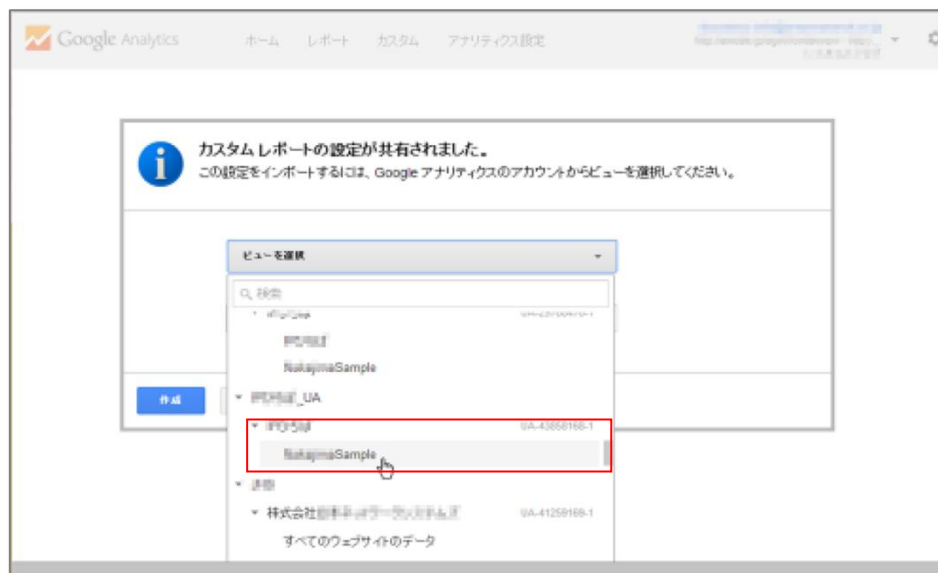 Google Analytics
ホーム レポート カスタム アナリティクス設定
カスタム レポートの設定が共有されました。
この設定をインポートするには、Google アナリティクスのアカウントからビューを選択してください。
ビューを選択
検索
NakajimaSample
作成
_UA
UA-43858168-1
NakajimaSample
株式会社
UA-41259169-1
すべてのウェブサイトのデータ